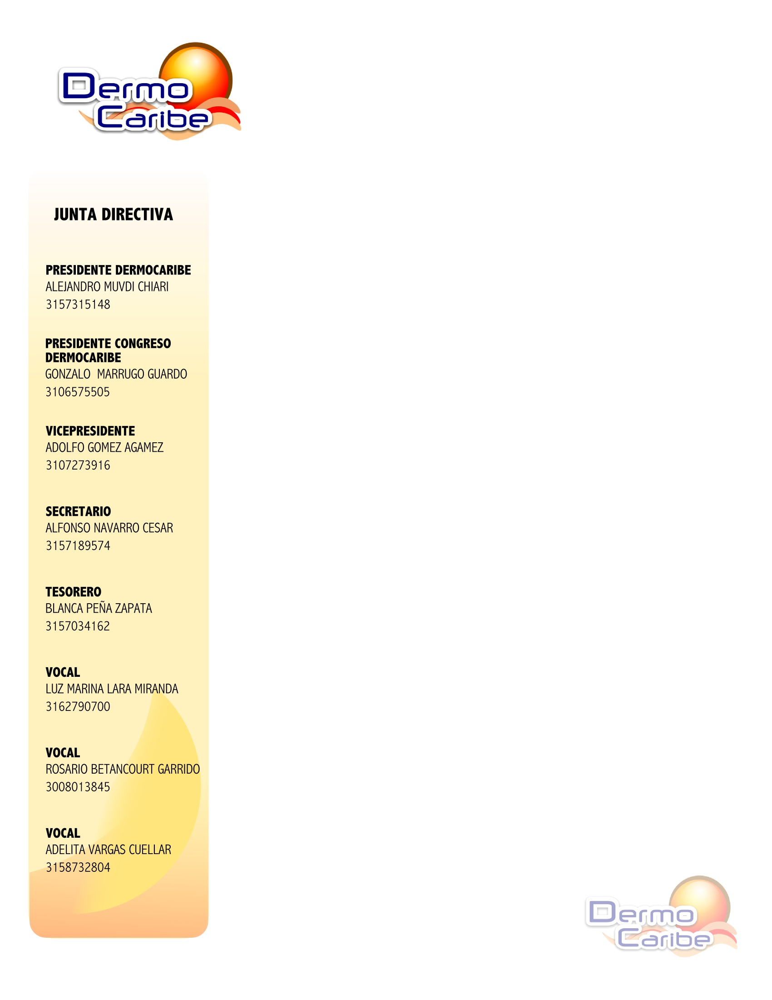 Dermo
Caribe
JUNTA DIRECTIVA
PRESIDENTE DERMOCARIBE
ALEJANDRO MUVDI CHIARI
3157315148
PRESIDENTE CONGRESO
DERMOCARIBE
GONZALO  MARRUGO GUARDO
3106575505
VICEPRESIDENTE
ADOLFO GOMEZ AGAMEZ
3107273916
SECRETARIO
ALFONSO NAVARRO CESAR
3157189574
TESORERO
BLANCA PEÑA ZAPATA
3157034162
VOCAL
LUZ MARINA LARA MIRANDA
3162790700
VOCAL
ROSARIO BETANCOURT GARRIDO
3008013845
VOCAL
ADELITA VARGAS CUELLAR
3158732804
Dermo
Caribe